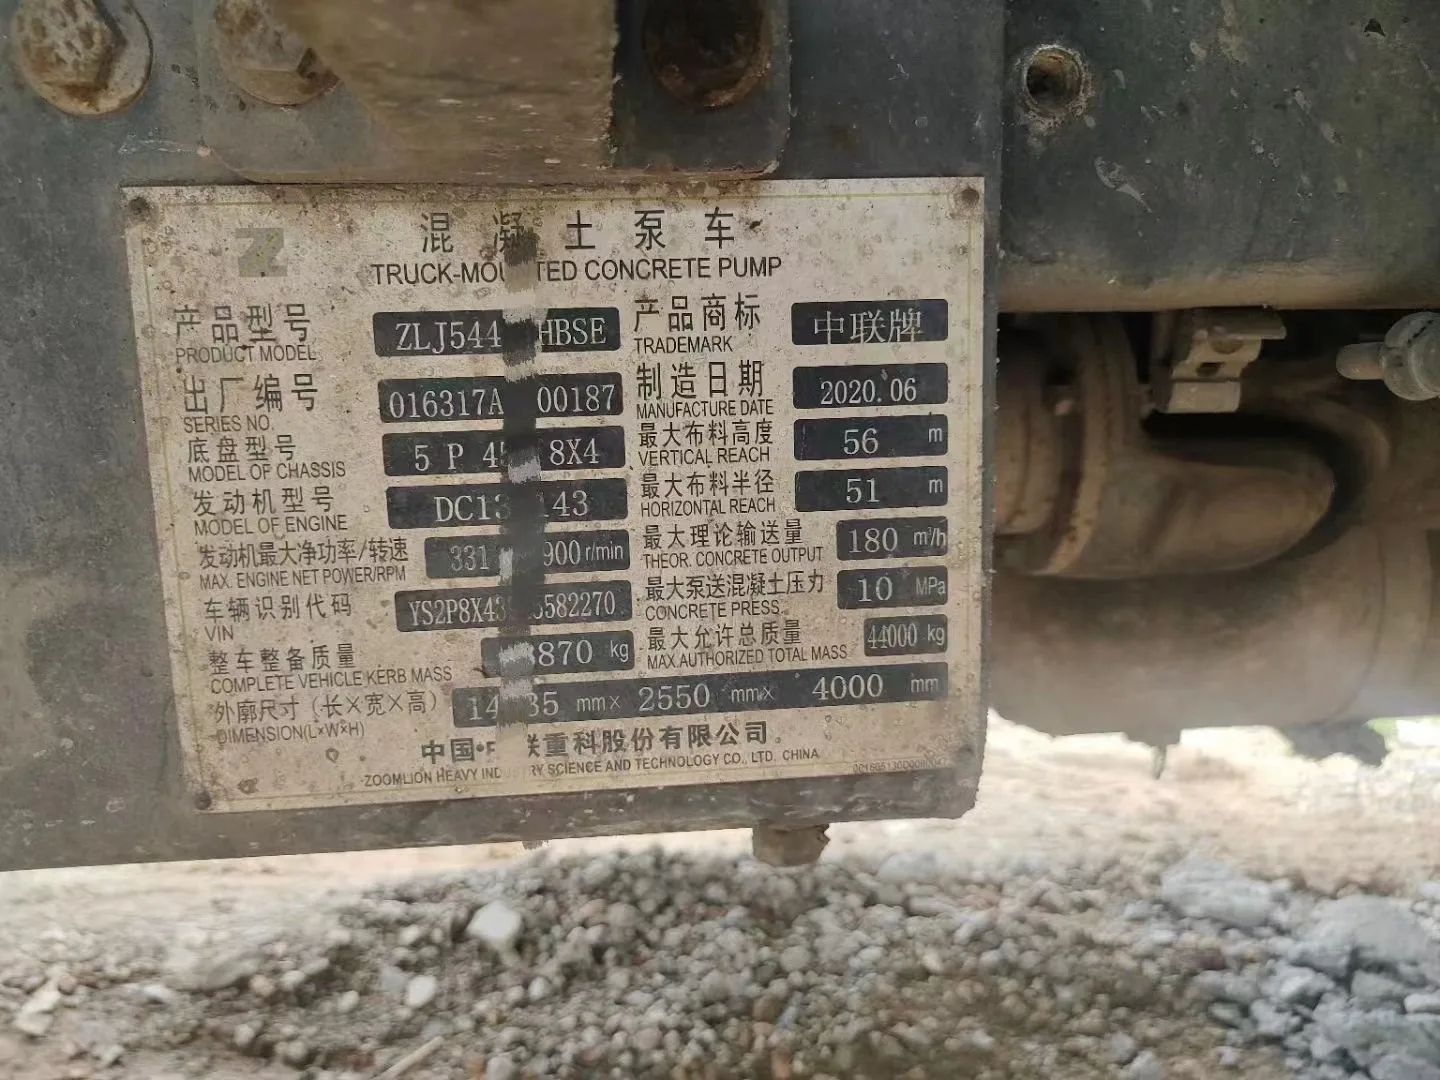 混凝土泵车
TRUCK-MOUNTED CONCRETE PUMP
产品型号 ZLJ544 HBSE 产品商标 中联牌
PRODUCT MODEL TRADEMARK
出厂编号 016317A 00187 制造日期 2020.06
SERIES NO. MANUFACTURE DATE
底盘型号 5 P 4 8X4 最大布料高度 56 m
MODEL OF CHASSIS VERTICAL REACH
发动机型号 DC13 143 最大布料半径 51 m
MODEL OF ENGINE HORIZONTAL REACH
发动机最大净功率/转速 331 900 r/min 最大理论输送量 180 m³/h
MAX. ENGINE NET POWER/RPM THEOR. CONCRETE OUTPUT
车辆识别代码 YS2P8X43 5582270 最大泵送混凝土压力 10 MPa
VIN CONCRETE PRESS.
整车整备质量 870 kg 最大允许总质量 44000 kg
COMPLETE VEHICLE KERB MASS MAX.AUTHORIZED TOTAL MASS
外廓尺寸（长×宽×高） 14 35 mm× 2550 mm× 4000 mm
DIMENSION(L×W×H)
中国·中联重科股份有限公司
ZOOMLION HEAVY INDUSTRY SCIENCE AND TECHNOLOGY CO., LTD. CHINA